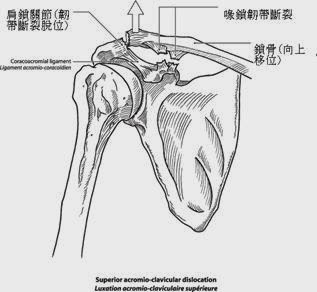 肩鎖關節(韌
帶斷裂脫位)
喙鎖韌帶斷裂
Coracoacromial ligament
Ligament acromio-coracoïdien
鎖骨(向上
移位)
Superior acromio-clavicular dislocation
Luxation acromio-claviculaire supérieure